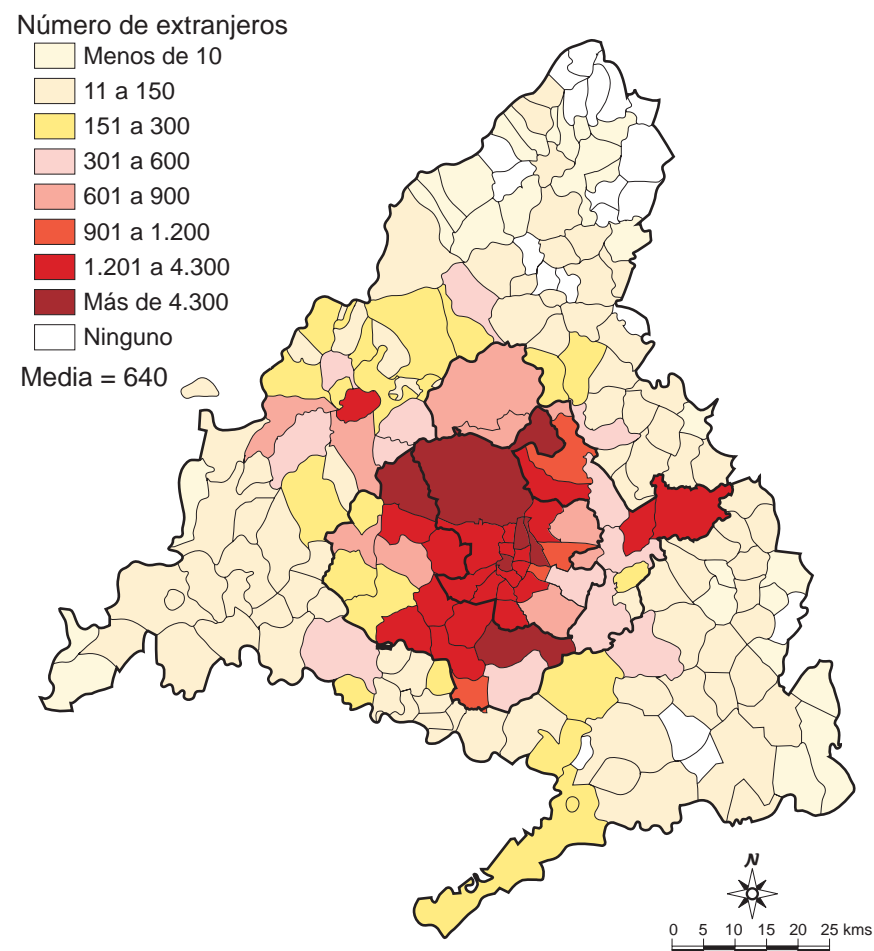 Número de extranjeros
Menos de 10
11 a 150
151 a 300
301 a 600
601 a 900
901 a 1.200
1.201 a 4.300
Más de 4.300
Ninguno
Media = 640
N
0 5 10 15 20 25 kms